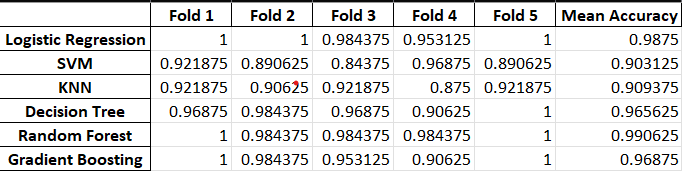 Fold 1 Fold 2 Fold 3 Fold 4 Fold 5 Mean Accuracy
Logistic Regression 1 1 0.984375 0.953125 1 0.9875
SVM 0.921875 0.890625 0.84375 0.96875 0.890625 0.903125
KNN 0.921875 0.90625 0.921875 0.875 0.921875 0.909375
Decision Tree 0.96875 0.984375 0.96875 0.90625 1 0.965625
Random Forest 1 0.984375 0.984375 0.984375 1 0.990625
Gradient Boosting 1 0.984375 0.953125 0.90625 1 0.96875